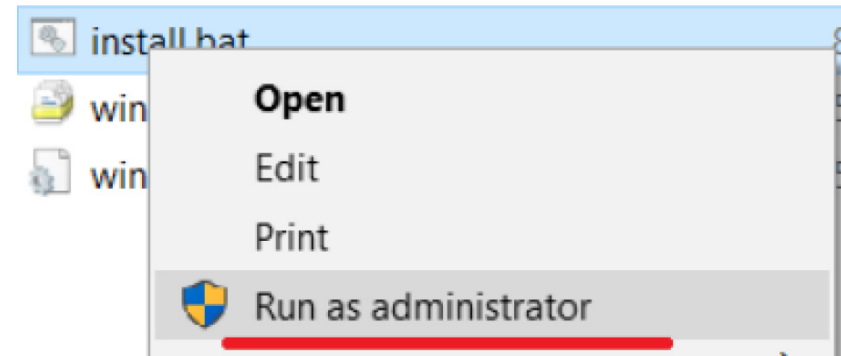 install.bat
win
Open
win
Edit
Print
Run as administrator